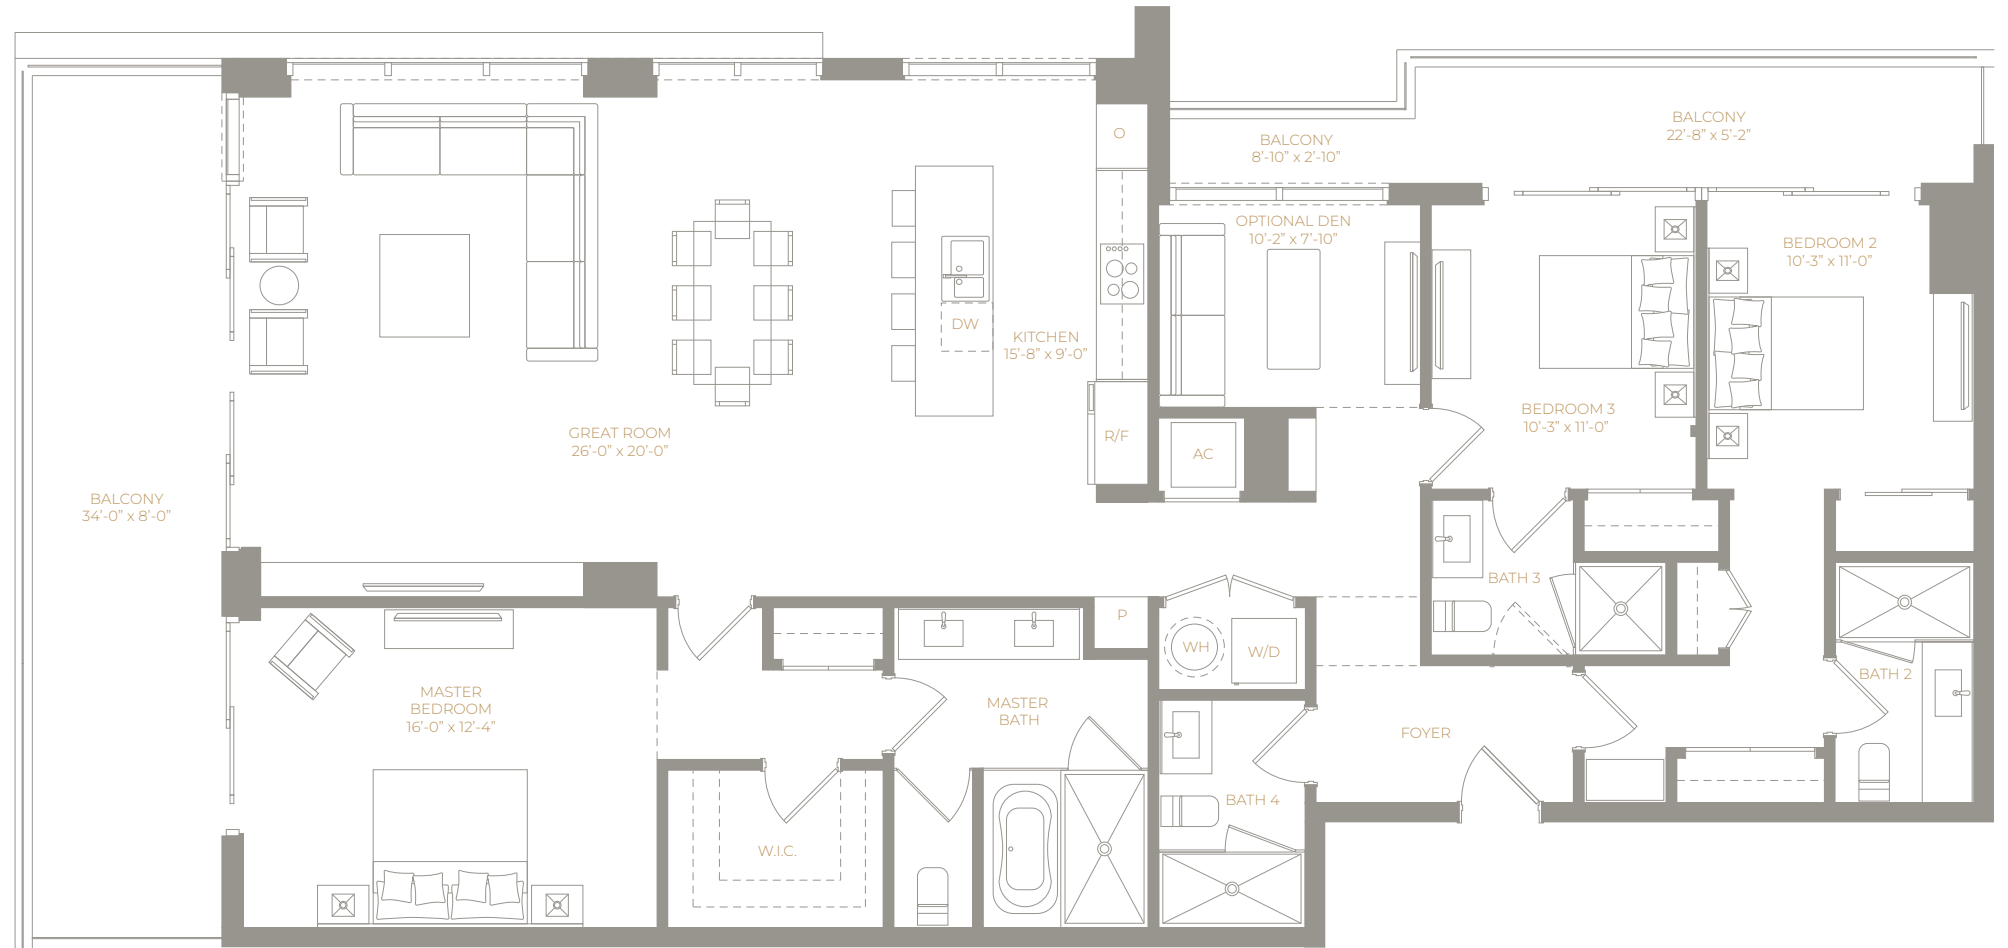 BALCONY
22'-8" x 5'-2"
BALCONY
8'-10" x 2'-10"
O
OPTIONAL DEN
10'-2" x 7'-10"
BEDROOM 2
10'-3" x 11'-0"
DW
KITCHEN
15'-8" x 9'-0"
BEDROOM 3
10'-3" x 11'-0"
GREAT ROOM
26'-0" x 20'-0"
R/F
AC
BALCONY
34'-0" x 8'-0"
BATH 3
P
WH
W/D
BATH 2
MASTER
BEDROOM
16'-0" x 12'-4"
MASTER
BATH
FOYER
BATH 4
W.I.C.